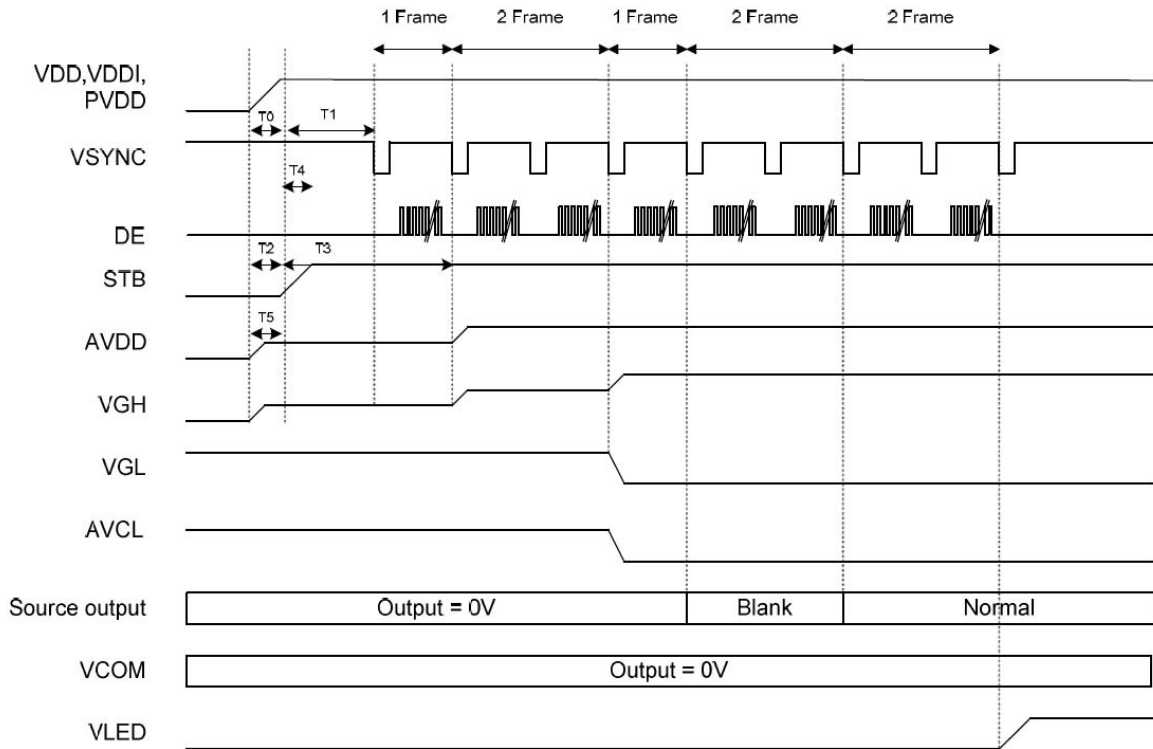 1 Frame 2 Frame 1 Frame 2 Frame 2 Frame
VDD,VDDI,
PVDD
T0 T1
VSYNC
T4
DE
T2 T3
STB
T5
AVDD
VGH
VGL
AVCL
Source output Output = 0V Blank Normal
VCOM Output = 0V
VLED